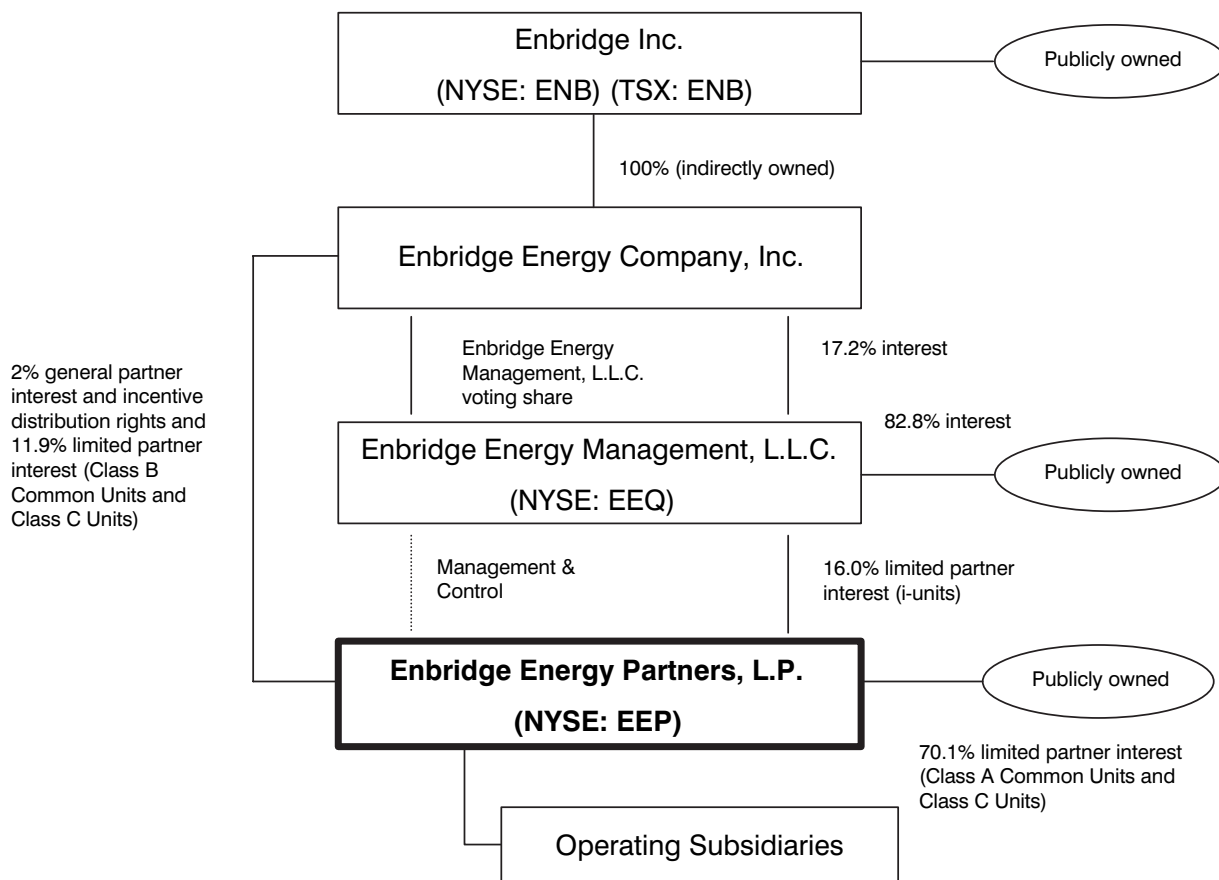 Enbridge Inc.
(NYSE: ENB) (TSX: ENB)
Publicly owned
100% (indirectly owned)
Enbridge Energy Company, Inc.
2% general partner
interest and incentive
distribution rights and
11.9% limited partner
interest (Class B
Common Units and
Class C Units)
Enbridge Energy
Management, L.L.C.
voting share
17.2% interest
82.8% interest
Enbridge Energy Management, L.L.C.
(NYSE: EEQ)
Publicly owned
Management &
Control
16.0% limited partner
interest (i-units)
Enbridge Energy Partners, L.P.
(NYSE: EEP)
Publicly owned
70.1% limited partner interest
(Class A Common Units and
Class C Units)
Operating Subsidiaries